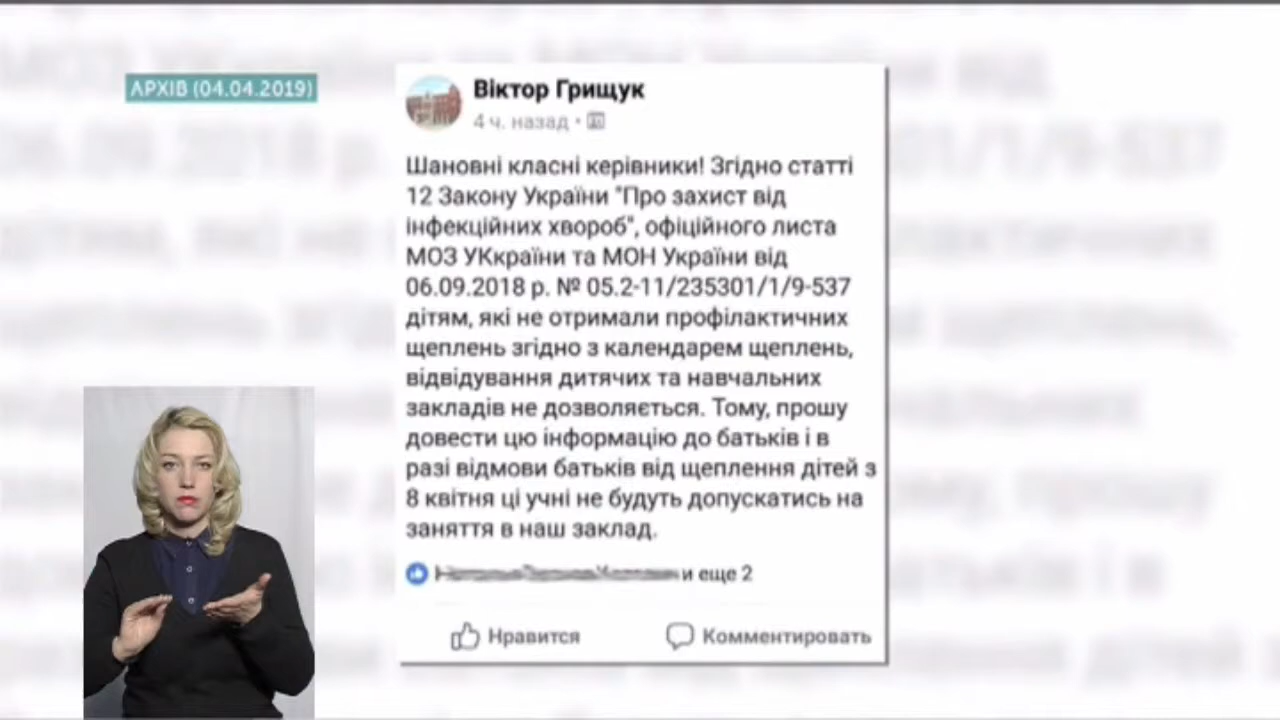 АРХІВ (04.04.2019)
Віктор Грищук
4 ч. назад
Шановні класні керівники! Згідно статті
12 Закону України "Про захист від
інфекційних хвороб", офіційного листа
МОЗ УКкраїни та МОН України від
06.09.2018 р. № 05.2-11/235301/1/9-537
дітям, які не отримали профілактичних
щеплень згідно з календарем щеплень,
відвідування дитячих та навчальних
закладів не дозволяється. Тому, прошу
довести цю інформацію до батьків і в
разі відмови батьків від щеплення дітей з
8 квітня ці учні не будуть допускатись на
заняття в наш заклад.
и еще 2
Нравится
Комментировать